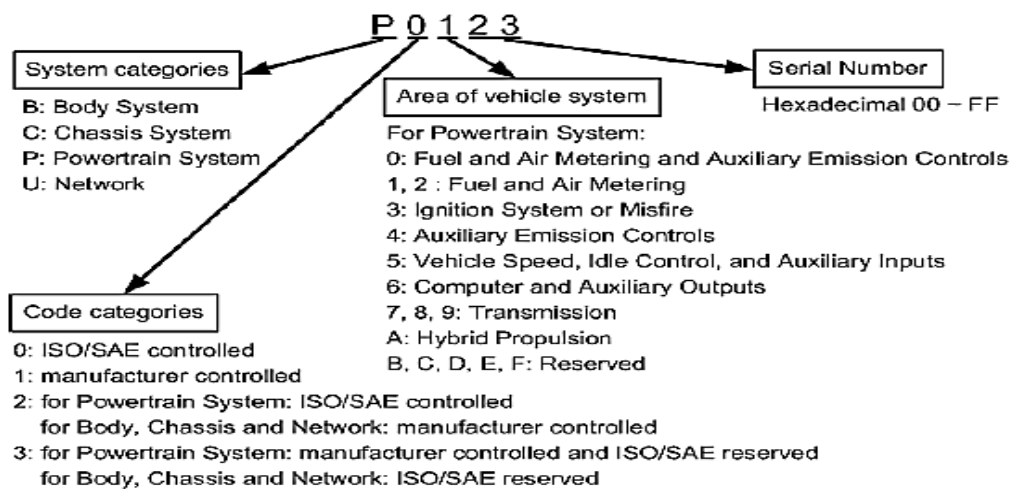 P 0 1 2 3
System categories
B: Body System
C: Chassis System
P: Powertrain System
U: Network
Area of vehicle system
For Powertrain System:
0: Fuel and Air Metering and Auxiliary Emission Controls
1, 2 : Fuel and Air Metering
3: Ignition System or Misfire
4: Auxiliary Emission Controls
5: Vehicle Speed, Idle Control, and Auxiliary Inputs
6: Computer and Auxiliary Outputs
7, 8, 9: Transmission
A: Hybrid Propulsion
B, C, D, E, F: Reserved
Serial Number
Hexadecimal 00 – FF
Code categories
0: ISO/SAE controlled
1: manufacturer controlled
2: for Powertrain System: ISO/SAE controlled
for Body, Chassis and Network: manufacturer controlled
3: for Powertrain System: manufacturer controlled and ISO/SAE reserved
for Body, Chassis and Network: ISO/SAE reserved